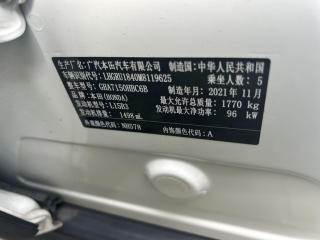 生产厂名: 广汽本田汽车有限公司 制造国: 中华人民共和国
车辆识别代号: LHGRU1840M8119625 乘坐人数: 5
整车型号: GHA7150HBC6B 制造年月: 2021年11月
品牌: 本田(HONDA) 最大允许总质量: 1770 kg
发动机型号: L15B3 发动机最大净功率: 96 kW
发动机排量: 1498 mL
外观颜色代号: NH578 内饰颜色代号: A